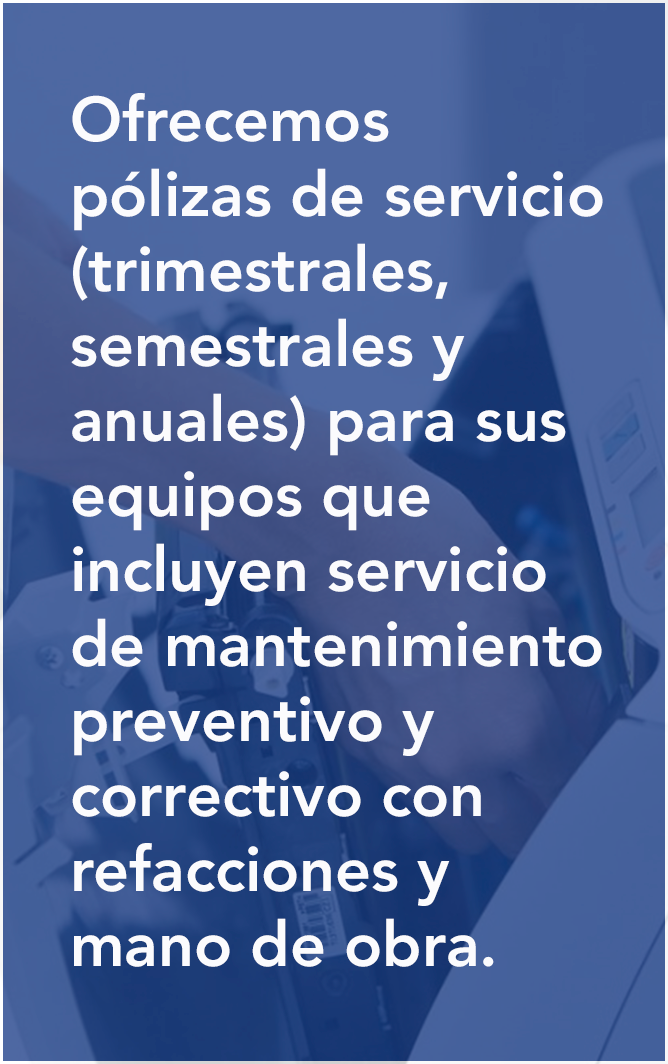 Ofrecemos
pólizas de servicio
(trimestrales,
semestrales y
anuales) para sus
equipos que
incluyen servicio
de mantenimiento
preventivo y
correctivo con
refacciones y
mano de obra.